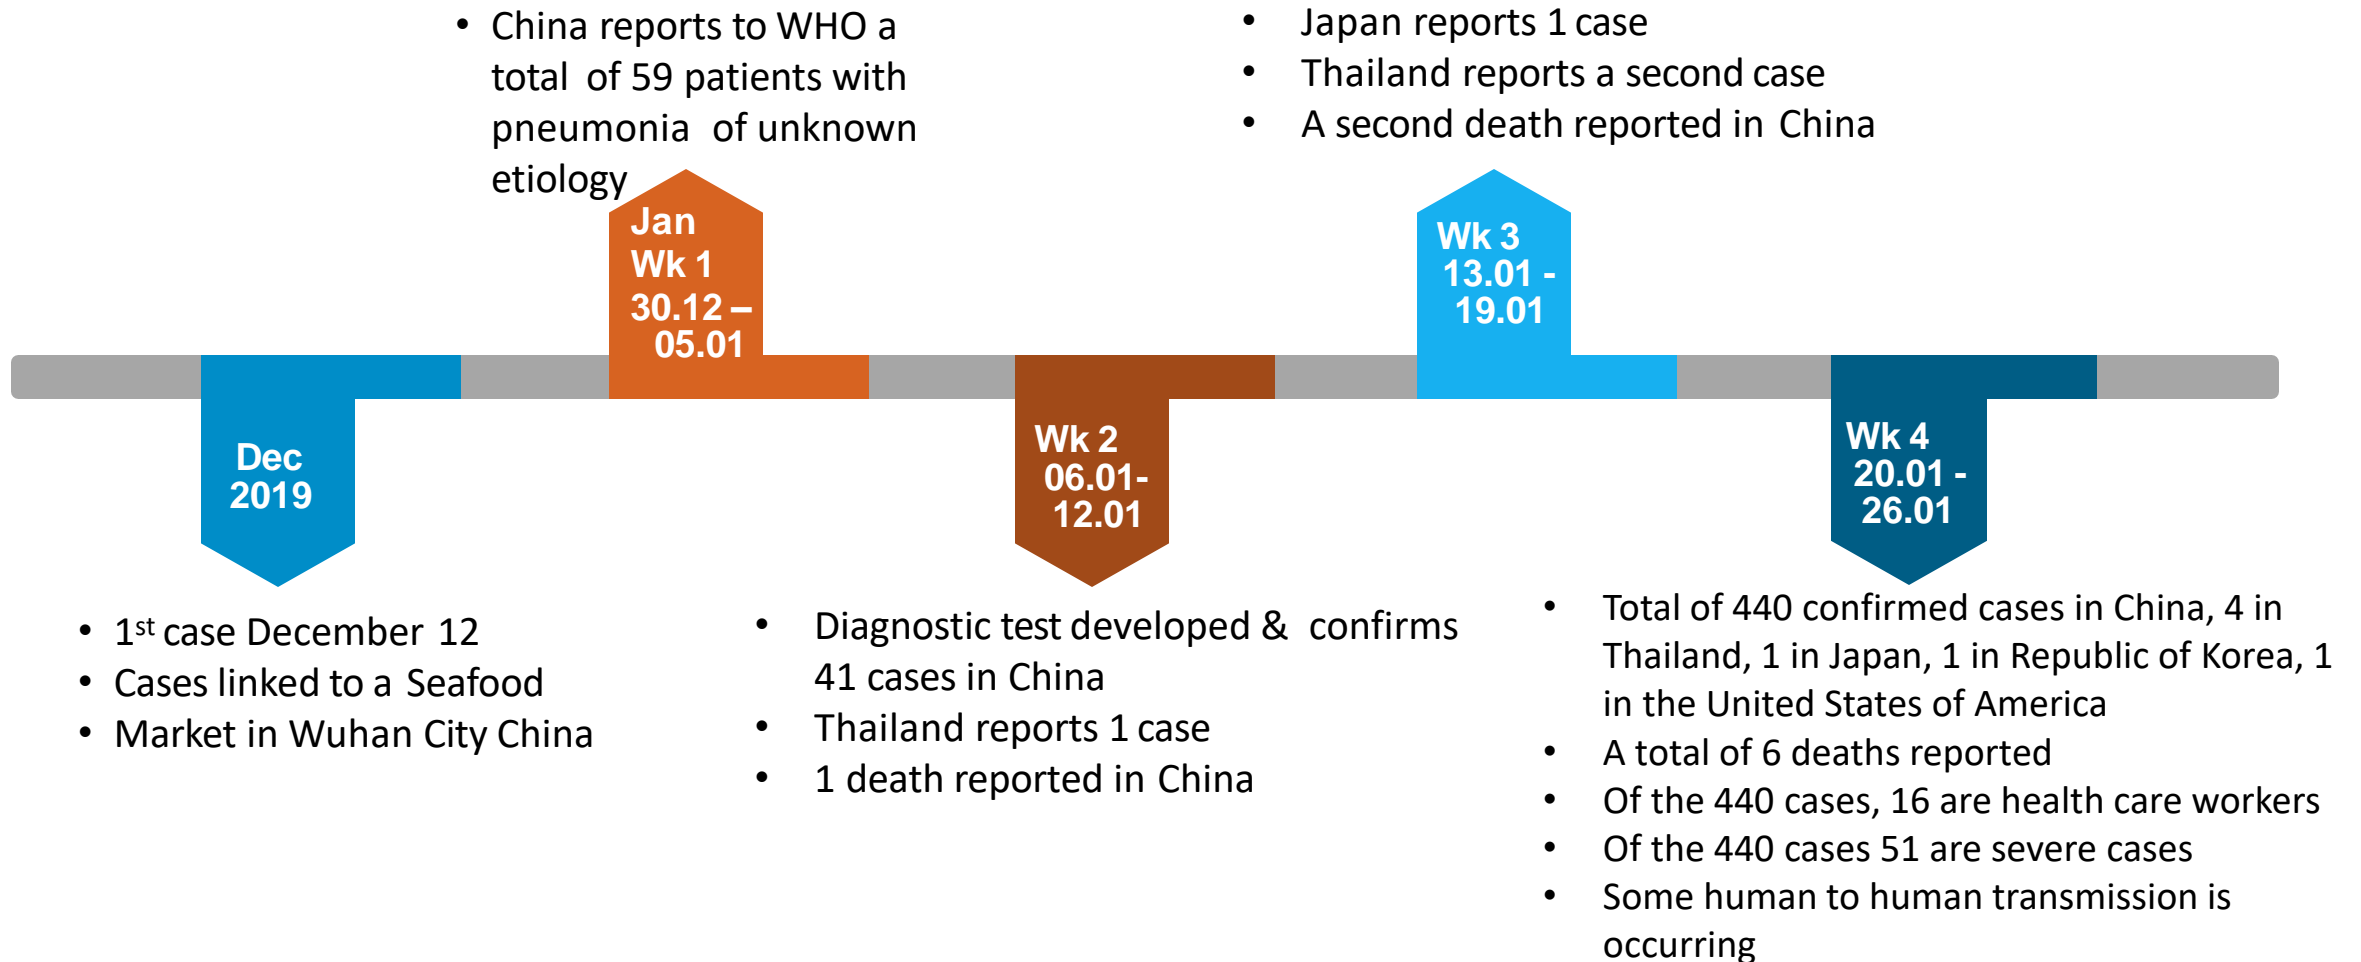 • China reports to WHO a
total of 59 patients with
pneumonia of unknown
etiology
• Japan reports 1 case
• Thailand reports a second case
• A second death reported in China
Jan
Wk 1
30.12 –
05.01
Wk 3
13.01 -
19.01
Dec
2019
Wk 2
06.01-
12.01
Wk 4
20.01 -
26.01
• 1st case December 12
• Cases linked to a Seafood
• Market in Wuhan City China
• Diagnostic test developed & confirms
41 cases in China
• Thailand reports 1 case
• 1 death reported in China
• Total of 440 confirmed cases in China, 4 in
Thailand, 1 in Japan, 1 in Republic of Korea, 1
in the United States of America
• A total of 6 deaths reported
• Of the 440 cases, 16 are health care workers
• Of the 440 cases 51 are severe cases
• Some human to human transmission is
occurring